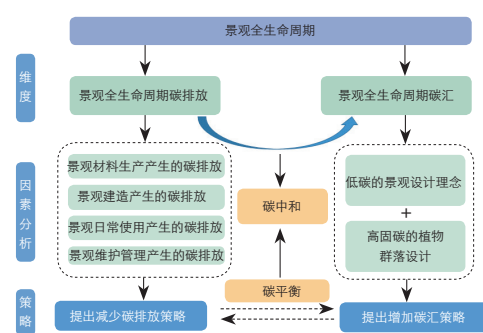 景观全生命周期
维度
景观全生命周期碳排放
景观全生命周期碳汇
因素分析
景观材料生产产生的碳排放
景观建造产生的碳排放
景观日常使用产生的碳排放
景观维护管理产生的碳排放
碳中和
低碳的景观设计理念
+
高固碳的植物
群落设计
碳平衡
策略
提出减少碳排放策略
提出增加碳汇策略